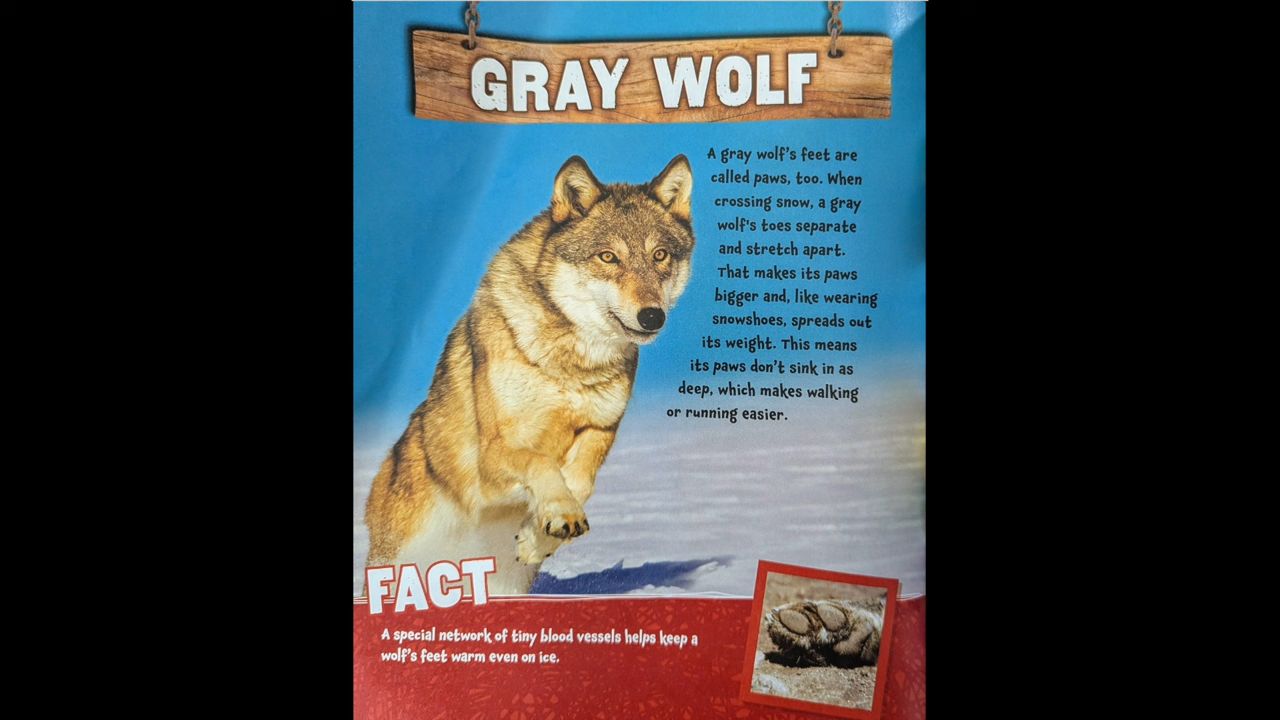 GRAY WOLF
A gray wolf's feet are
called paws, too. When
crossing snow, a gray
wolf's toes separate
and stretch apart.
That makes its paws
bigger and, like wearing
snowshoes, spreads out
its weight. This means
its paws don't sink in as
deep, which makes walking
or running easier.
FACT
A special network of tiny blood vessels helps keep a
wolf's feet warm even on ice.